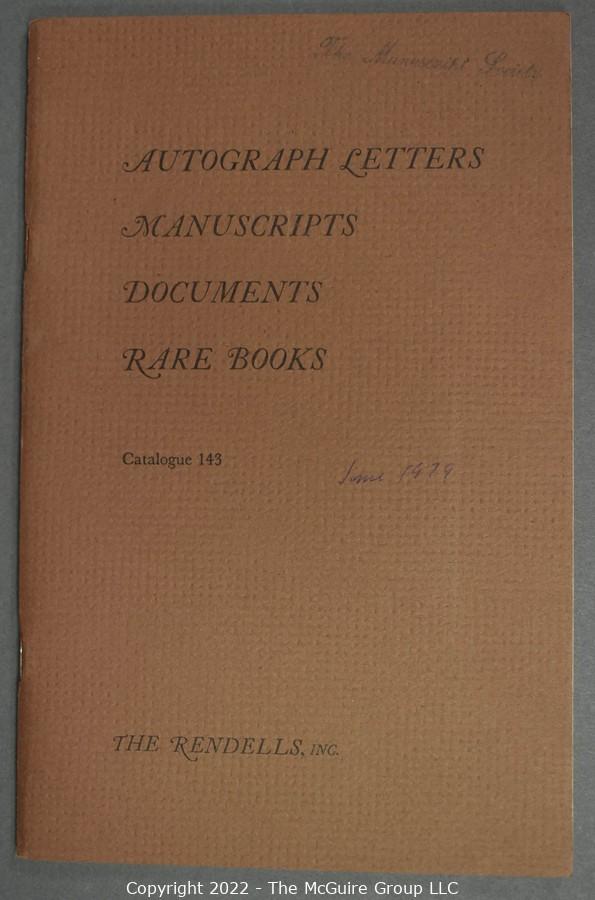 The Manuscript Society
AUTOGRAPH LETTERS
MANUSCRIPTS
DOCUMENTS
RARE BOOKS
Catalogue 143
June 1979
THE RENDELLS, INC.
Copyright 2022 - The McGuire Group LLC